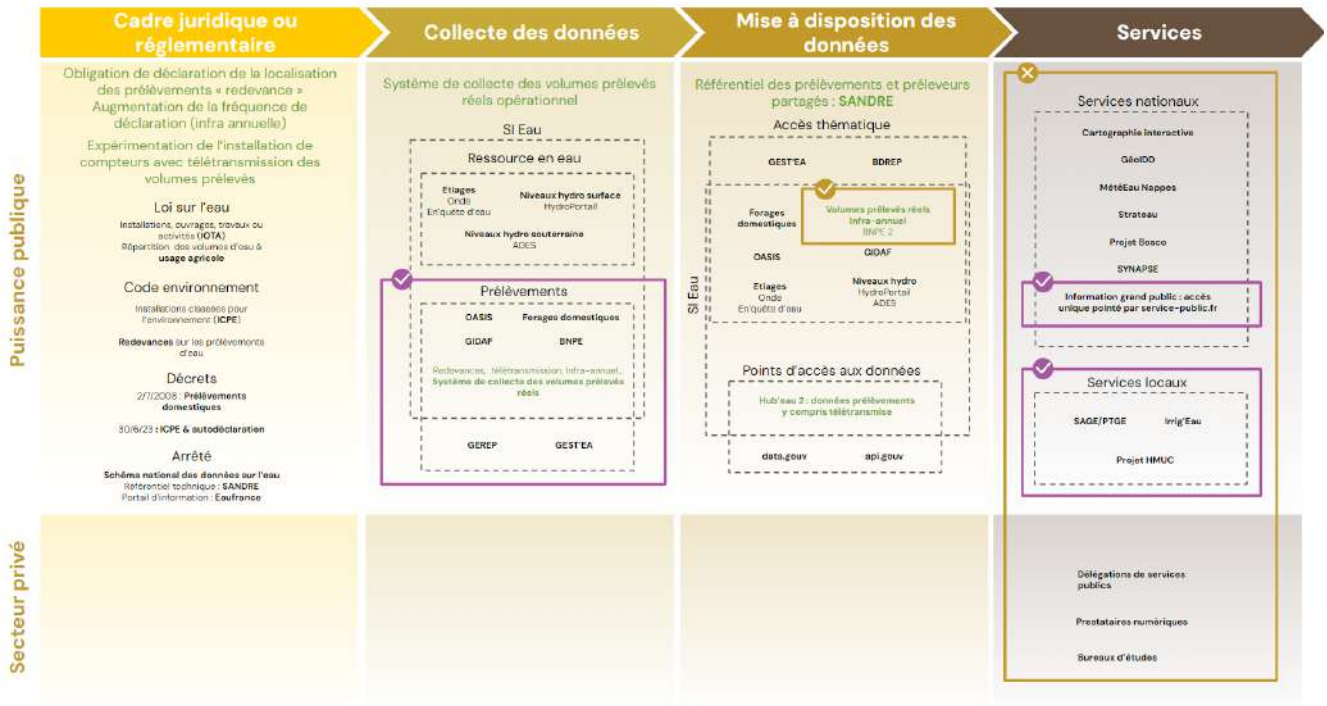 Cadre juridique ou
réglementaire
Collecte des données
Mise à disposition des
données
Services
Puissance publique
Obligation de déclaration de la localisation
des prélèvements « redevance »
Augmentation de la fréquence de
déclaration (infra annuelle)
Expérimentation de l'installation de
compteurs avec télétransmission des
volumes prélevés
Loi sur l'eau
Installations, ouvrages, travaux ou
activités (IOTA)
Répartition des volumes d'eau à
usage agricole
Code environnement
Installations classées pour
l'environnement (ICPE)
Redevances sur les prélèvements
d'eau
Décrets
2/7/2008 : Prélèvements
domestiques
30/6/23 : ICPE & autodéclaration
Arrêté
Schéma national des données sur l'eau
Référentiel technique : SANDRE
Portail d'information : Eaufrance
Système de collecte des volumes prélevés
réels opérationnel
SI Eau
Ressource en eau
Etiages
Onde
En'quête d'eau
Niveaux hydro surface
HydroPortail
Niveaux hydro souterraine
ADES
Prélèvements
OASIS
Forages domestiques
GIDAF
BNPE
Redevances, télétransmission, Infra-annuel...
Système de collecte des volumes prélevés
réels
GEREP
GEST'EA
Référentiel des prélèvements et préleveurs
partagés : SANDRE
Accès thématique
GEST'EA
BDREP
SI Eau
Forages
domestiques
Volumes prélevés réels
Infra-annuel
BNPE 2
OASIS
GIDAF
Etiages
Onde
En'quête d'eau
Niveaux hydro
HydroPortail
ADES
Points d'accès aux données
Hub'eau 2 : données prélèvements
y compris télétransmise
data.gouv
api.gouv
Services nationaux
Cartographie interactive
GéoIDD
MétéEau Nappes
Strateau
Projet Bosco
SYNAPSE
Information grand public : accès
unique pointé par service-public.fr
Services locaux
SAGE/PTGE
Irrig'Eau
Projet HMUC
Secteur privé
Délégations de services
publics
Prestataires numériques
Bureaux d'études